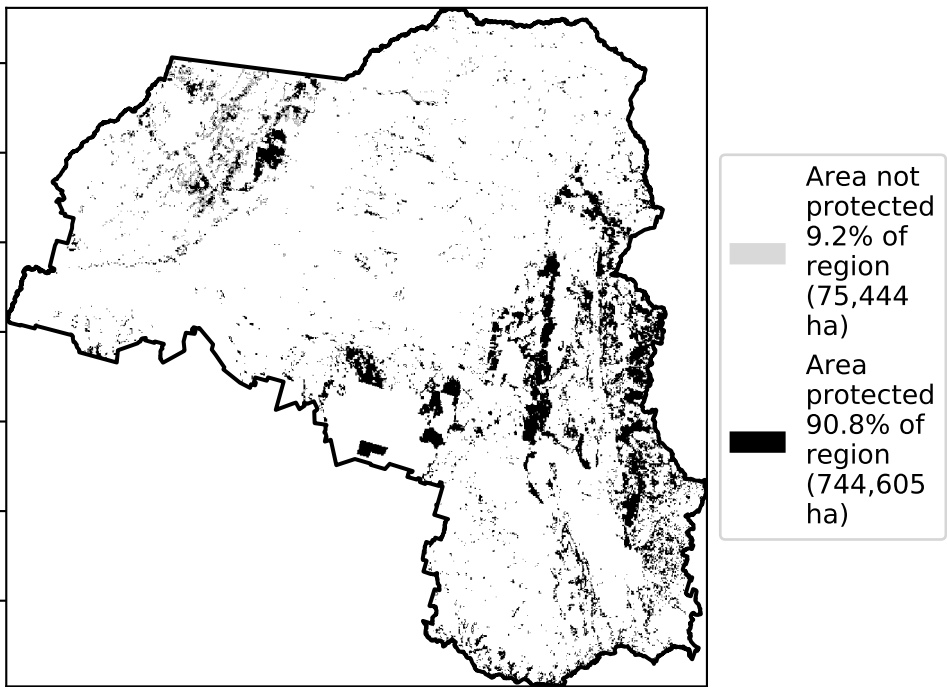 Area not
protected
9.2% of
region
(75,444
ha)
Area
protected
90.8% of
region
(744,605
ha)